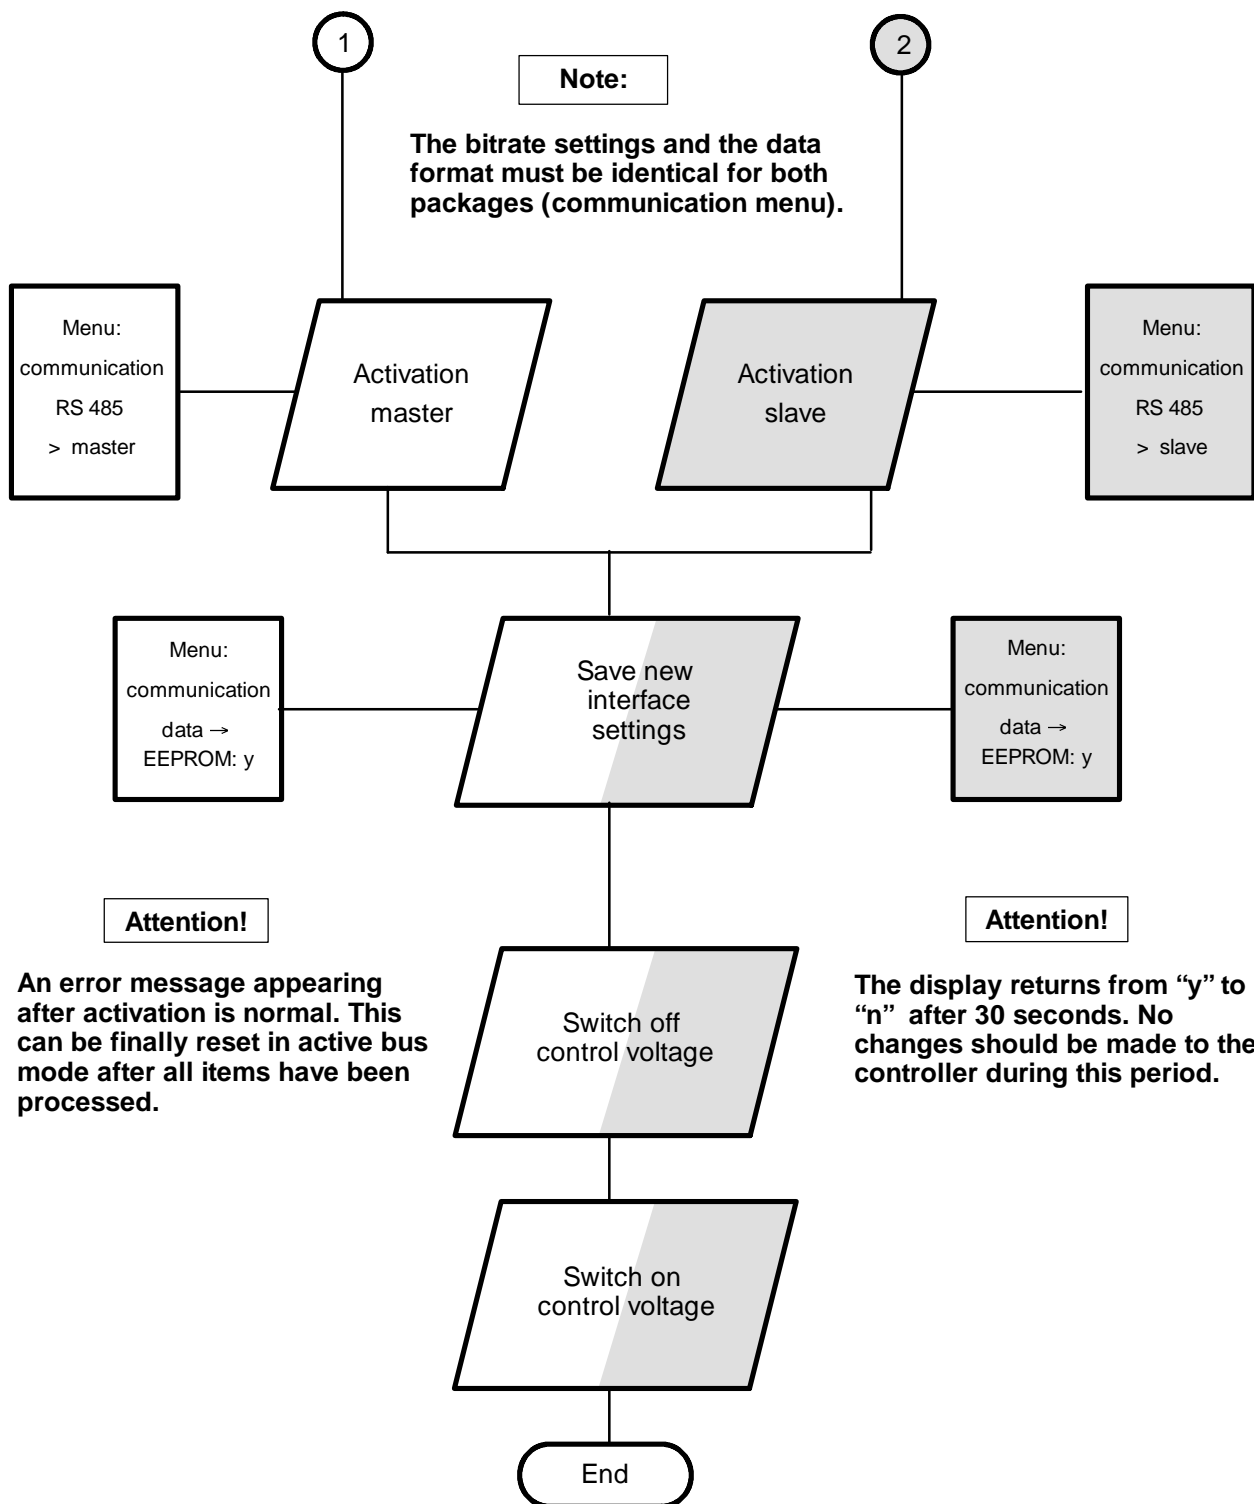 1
2
Note:
The bitrate settings and the data
format must be identical for both
packages (communication menu).
Menu:
communication
RS 485
> master
Activation
master
Activation
slave
Menu:
communication
RS 485
> slave
Menu:
communication
data →
EEPROM: y
Save new
interface
settings
Menu:
communication
data →
EEPROM: y
Attention!
An error message appearing
after activation is normal. This
can be finally reset in active bus
mode after all items have been
processed.
Switch off
control voltage
Attention!
The display returns from “y” to
“n” after 30 seconds. No
changes should be made to the
controller during this period.
Switch on
control voltage
End